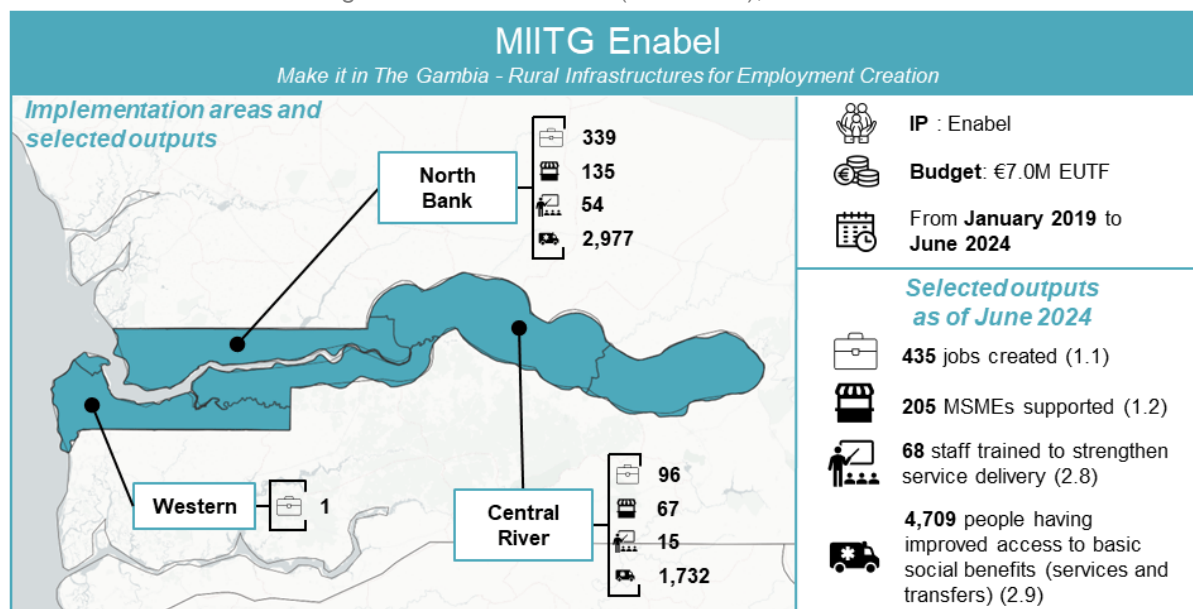 MIITG Enabel
Make it in The Gambia - Rural Infrastructures for Employment Creation
Implementation areas and
selected outputs
North
Bank
339
135
54
2,977
Western
1
Central
River
96
67
15
1,732
IP : Enabel
Budget: €7.0M EUTF
From January 2019 to
June 2024
Selected outputs
as of June 2024
435 jobs created (1.1)
205 MSMEs supported (1.2)
68 staff trained to strengthen
service delivery (2.8)
4,709 people having
improved access to basic
social benefits (services and
transfers) (2.9)